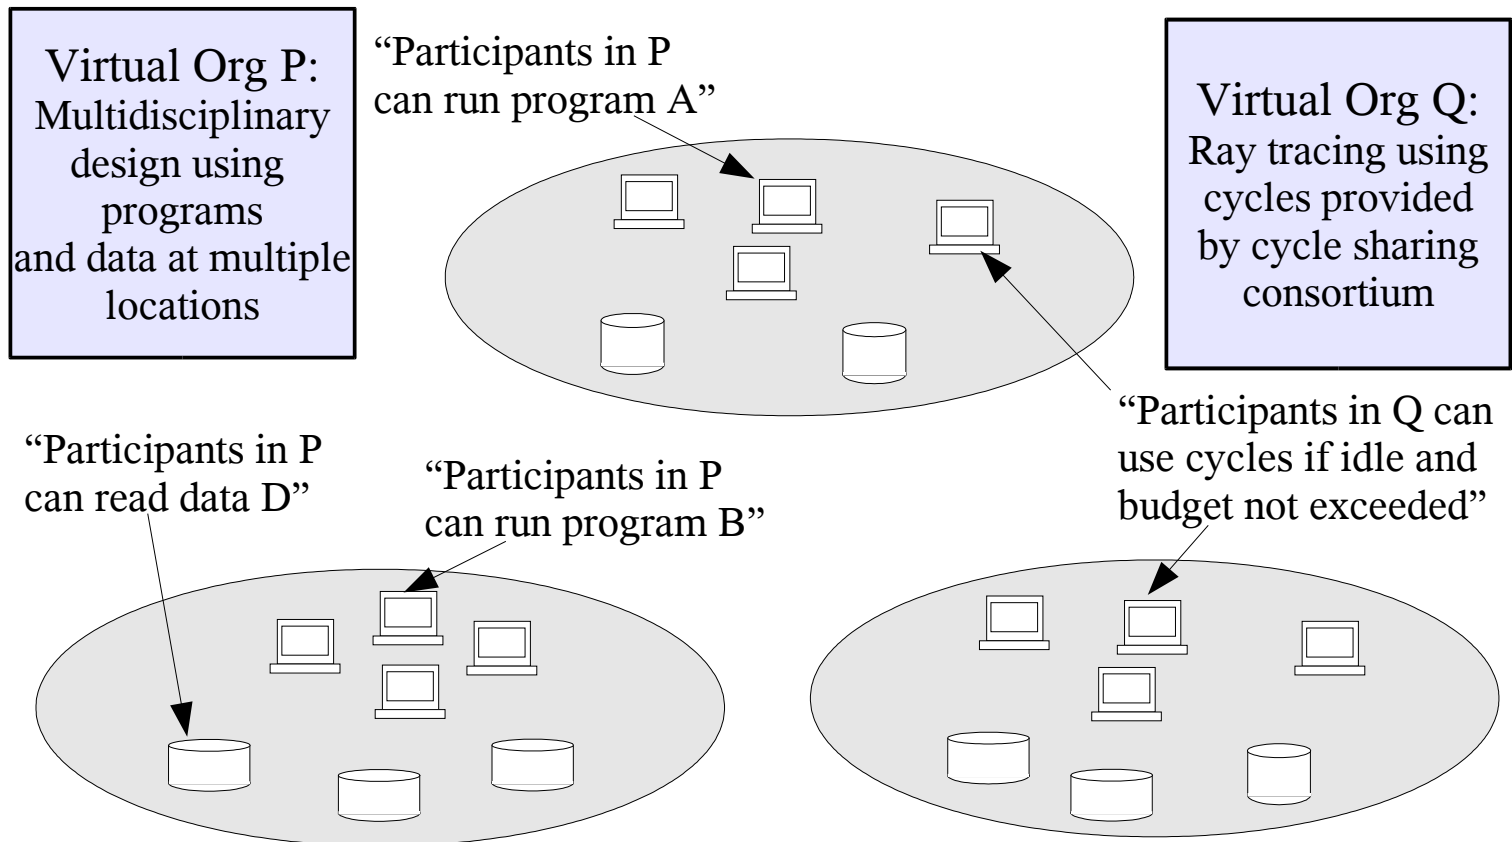 Virtual Org P:
Multidisciplinary
design using
programs
and data at multiple
locations
“Participants in P
can run program A”
Virtual Org Q:
Ray tracing using
cycles provided
by cycle sharing
consortium
“Participants in P
can read data D”
“Participants in P
can run program B”
“Participants in Q can
use cycles if idle and
budget not exceeded”